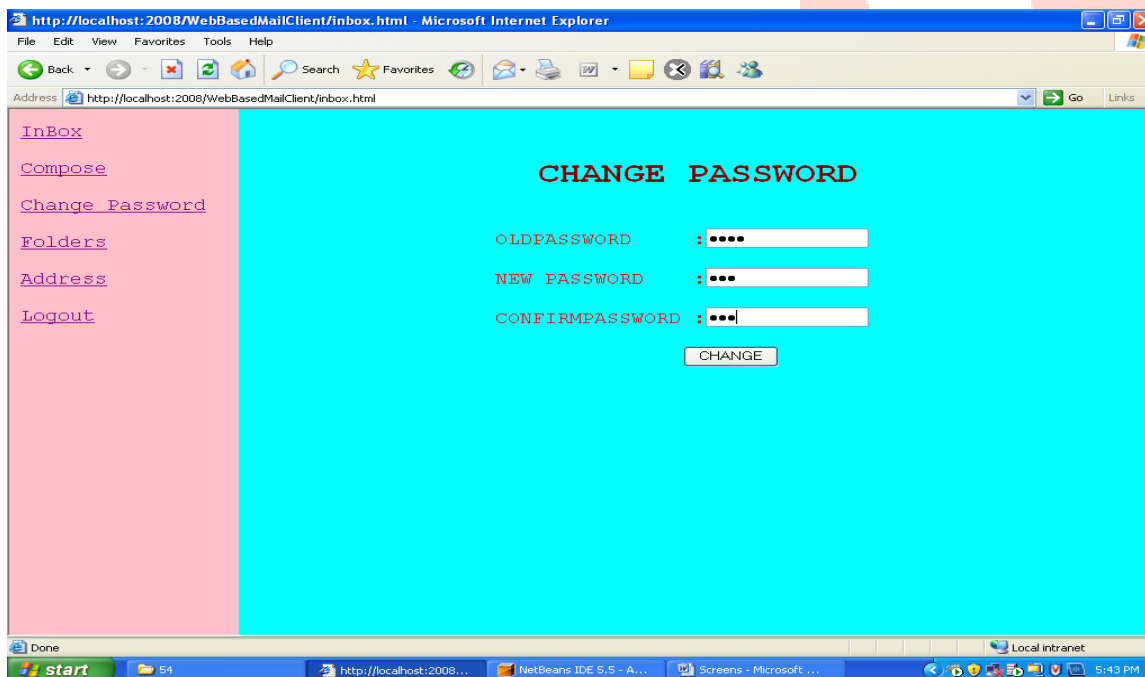 http://localhost:2008/WebBasedMailClient/inbox.html - Microsoft Internet Explorer
File Edit View Favorites Tools Help
Back Search Favorites
Address http://localhost:2008/WebBasedMailClient/inbox.html Go Links
InBox
Compose
Change Password
Folders
Address
Logout
CHANGE PASSWORD
OLDPASSWORD : ••••
NEW PASSWORD : •••
CONFIRMPASSWORD : •••
CHANGE
Done Local intranet
start 54 http://localhost:2008... NetBeans IDE 5.5 - A... Screens - Microsoft ... 5:43 PM